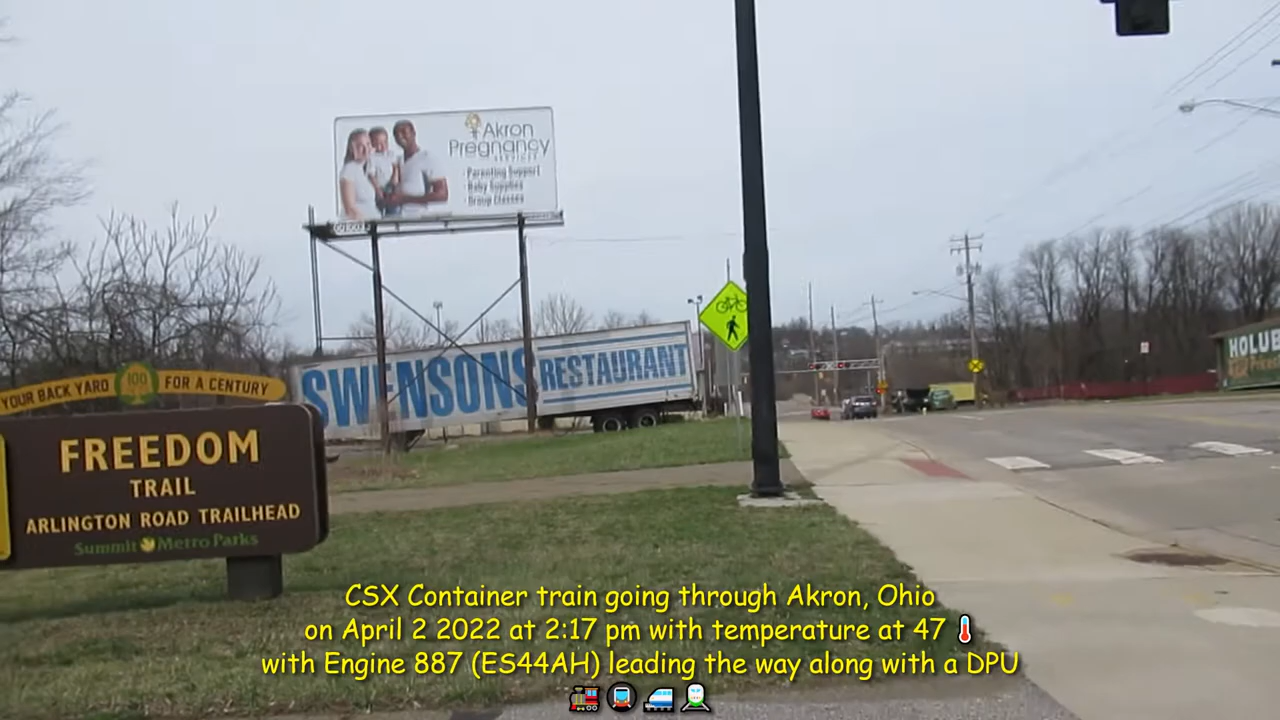 Akron
Pregnancy
SERVICES
· Parenting Support
· Baby Supplies
· Group Classes
SWENSONS RESTAURANT
YOUR BACK YARD 100 FOR A CENTURY
FREEDOM
TRAIL
ARLINGTON ROAD TRAILHEAD
Summit Metro Parks
HOLUB
CSX Container train going through Akron, Ohio
on April 2 2022 at 2:17 pm with temperature at 47🌡️
with Engine 887 (ES44AH) leading the way along with a DPU